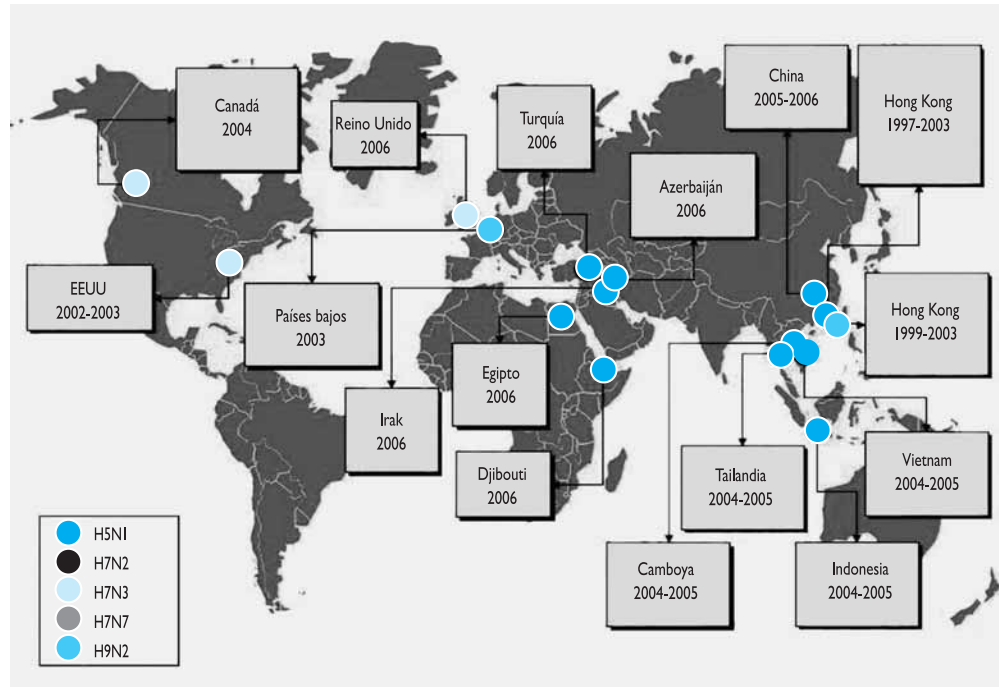 Canadá
2004
Reino Unido
2006
Turquía
2006
China
2005-2006
Hong Kong
1997-2003
Azerbaiján
2006
EEUU
2002-2003
Países bajos
2003
Hong Kong
1999-2003
Egipto
2006
Irak
2006
Djibouti
2006
Tailandia
2004-2005
Vietnam
2004-2005
Camboya
2004-2005
Indonesia
2004-2005
H5N1
H7N2
H7N3
H7N7
H9N2